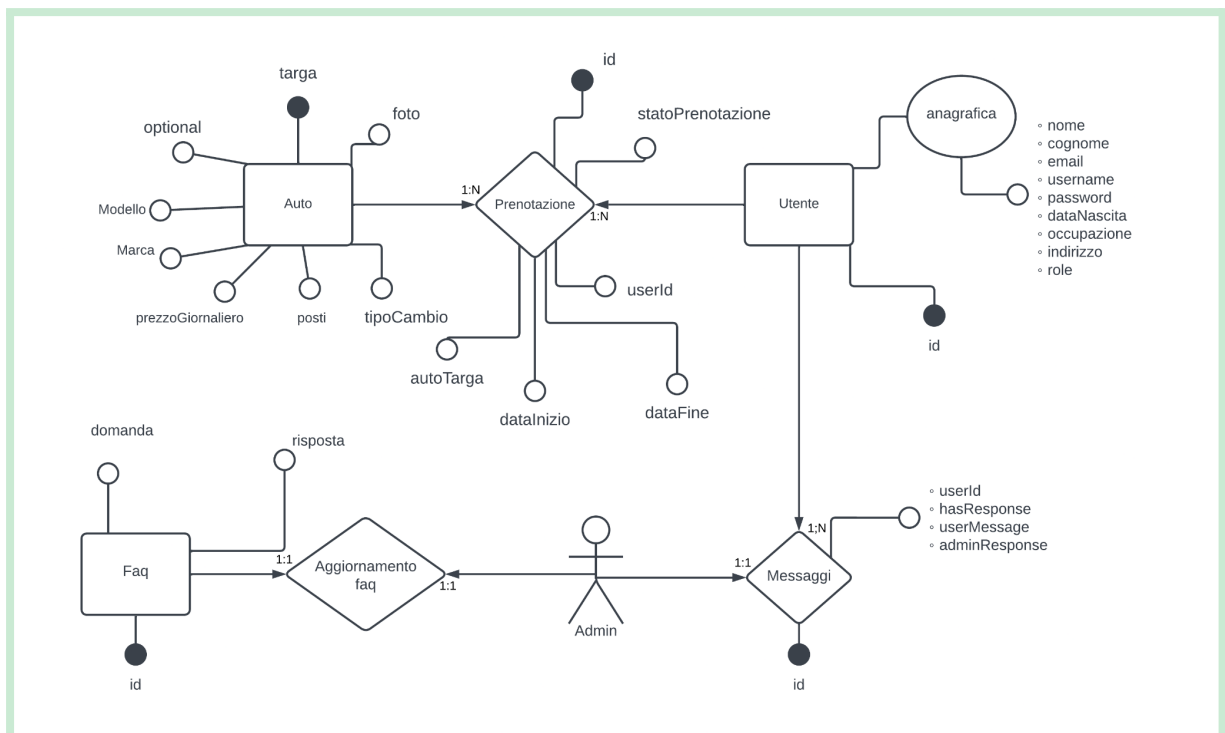 id
targa
foto
statoPrenotazione
anagrafica
optional
◦ nome
◦ cognome
◦ email
◦ username
◦ password
◦ dataNascita
◦ occupazione
◦ indirizzo
◦ role
1:N
Modello
Auto
Prenotazione
Utente
1:N
Marca
userId
prezzoGiornaliero
posti
tipoCambio
id
autoTarga
dataInizio
dataFine
domanda
risposta
◦ userId
◦ hasResponse
◦ userMessage
◦ adminResponse
1;N
1:1
1:1
Faq
Aggiornamento
faq
Messaggi
1:1
Admin
id
id